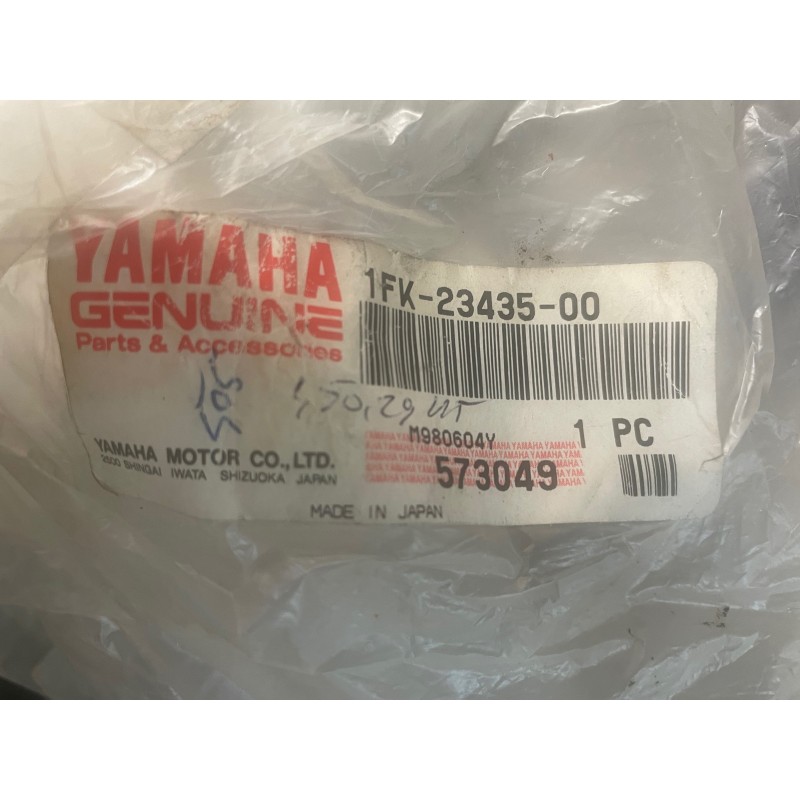 YAMAHA
GENUINE
Parts & Accessories
1FK-23435-00
M980604Y
1 PC
573049
YAMAHA MOTOR CO.,LTD.
2500 SHINGAI IWATA SHIZUOKA JAPAN
MADE IN JAPAN